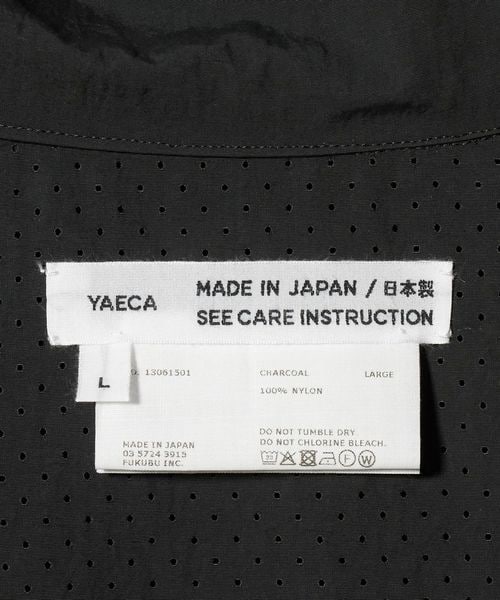 YAECA
MADE IN JAPAN / 日本製
SEE CARE INSTRUCTION
L
13061501
CHARCOAL
LARGE
100% NYLON
DO NOT TUMBLE DRY
DO NOT CHLORINE BLEACH.
MADE IN JAPAN
03 5724 3915
FUKUBU INC.
P
W